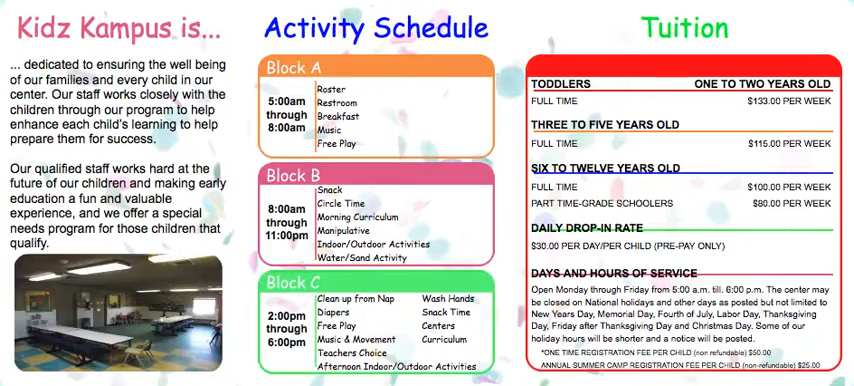 Kidz Kampus is...
... dedicated to ensuring the well being
of our families and every child in our
center. Our staff works closely with the
children through our program to help
enhance each child's learning to help
prepare them for success.
Our qualified staff works hard at the
future of our children and making early
education a fun and valuable
experience, and we offer a special
needs program for those children that
qualify.
Activity Schedule
Block A
5:00am
through
8:00am
Roster
Restroom
Breakfast
Music
Free Play
Block B
8:00am
through
11:00pm
Snack
Circle Time
Morning Curriculum
Manipulative
Indoor/Outdoor Activities
Water/Sand Activity
Block C
2:00pm
through
6:00pm
Clean up from Nap
Diapers
Free Play
Music & Movement
Teachers Choice
Afternoon Indoor/Outdoor Activities
Wash Hands
Snack Time
Centers
Curriculum
Tuition
TODDLERS ONE TO TWO YEARS OLD
FULL TIME $133.00 PER WEEK
THREE TO FIVE YEARS OLD
FULL TIME $115.00 PER WEEK
SIX TO TWELVE YEARS OLD
FULL TIME $100.00 PER WEEK
PART TIME-GRADE SCHOOLERS $80.00 PER WEEK
DAILY DROP-IN RATE
$30.00 PER DAY/PER CHILD (PRE-PAY ONLY)
DAYS AND HOURS OF SERVICE
Open Monday through Friday from 5:00 a.m. till. 6:00 p.m. The center may
be closed on National holidays and other days as posted but not limited to
New Years Day, Memorial Day, Fourth of July, Labor Day, Thanksgiving
Day, Friday after Thanksgiving Day and Christmas Day. Some of our
holiday hours will be shorter and a notice will be posted.
*ONE TIME REGISTRATION FEE PER CHILD (non refundable) $50.00
ANNUAL SUMMER CAMP REGISTRATION FEE PER CHILD (non-refundable) $25.00